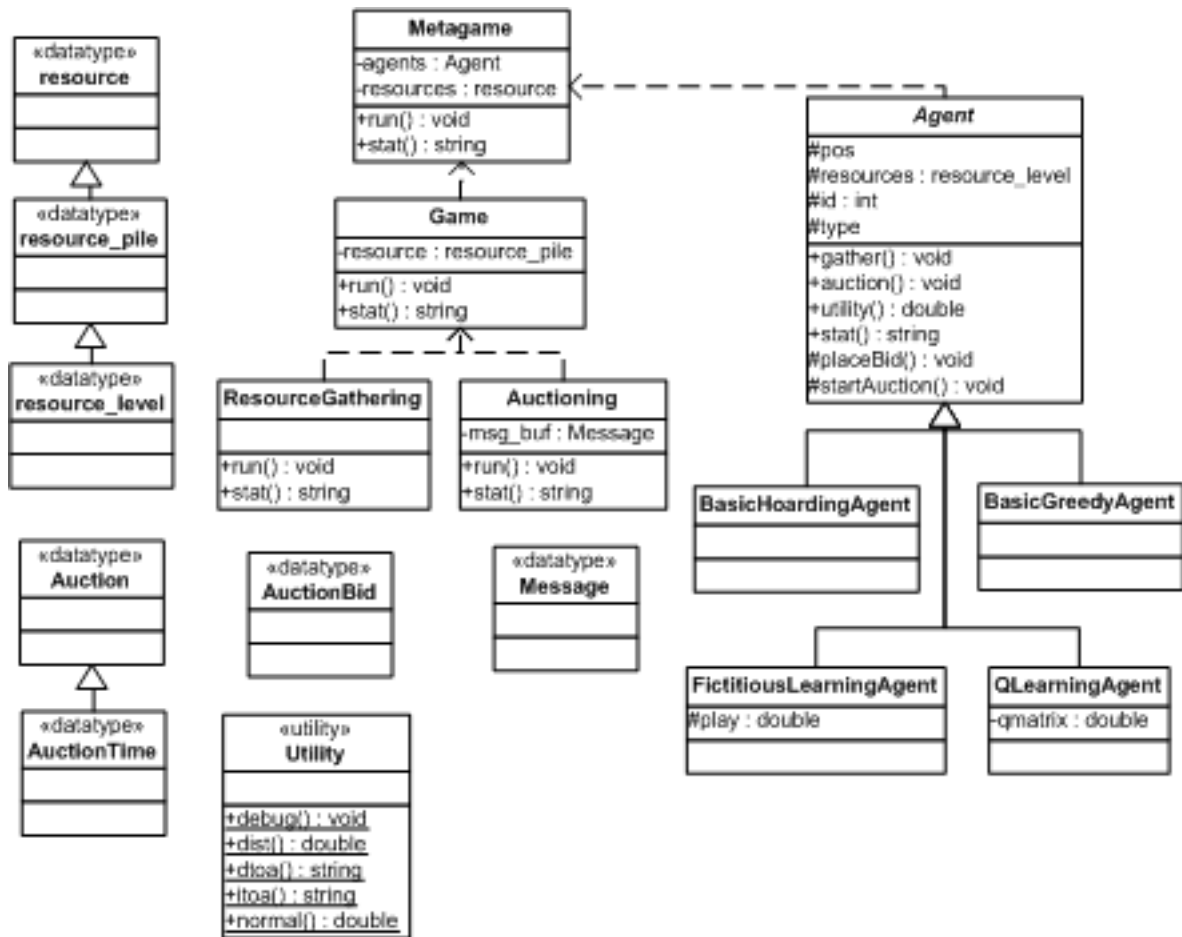 «datatype»
resource
«datatype»
resource_pile
«datatype»
resource_level
Metagame
-agents : Agent
-resources : resource
+run() : void
+stat() : string
Game
-resource : resource_pile
+run() : void
+stat() : string
ResourceGathering
+run() : void
+stat() : string
Auctioning
-msg_buf : Message
+run() : void
+stat() : string
Agent
#pos
#resources : resource_level
#id : int
#type
+gather() : void
+auction() : void
+utility() : double
+stat() : string
#placeBid() : void
#startAuction() : void
BasicHoardingAgent
BasicGreedyAgent
FictitiousLearningAgent
#play : double
QLearningAgent
-qmatrix : double
«datatype»
Auction
«datatype»
AuctionTime
«datatype»
AuctionBid
«datatype»
Message
«utility»
Utility
+debug() : void
+dist() : double
+dtoa() : string
+itoa() : string
+normal() : double